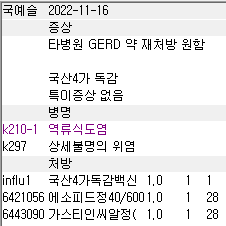 국예슬 2022-11-16
증상
타병원 GERD 약 재처방 원함
국산4가 독감
특이증상 없음
병명
k210-1 역류식도염
k297 상세불명의 위염
처방
influ1 국산4가독감백신 1.0 1 1
6421056 에소피드정40/600 1.0 1 28
6443090 가스티인씨알정( 1.0 1 28